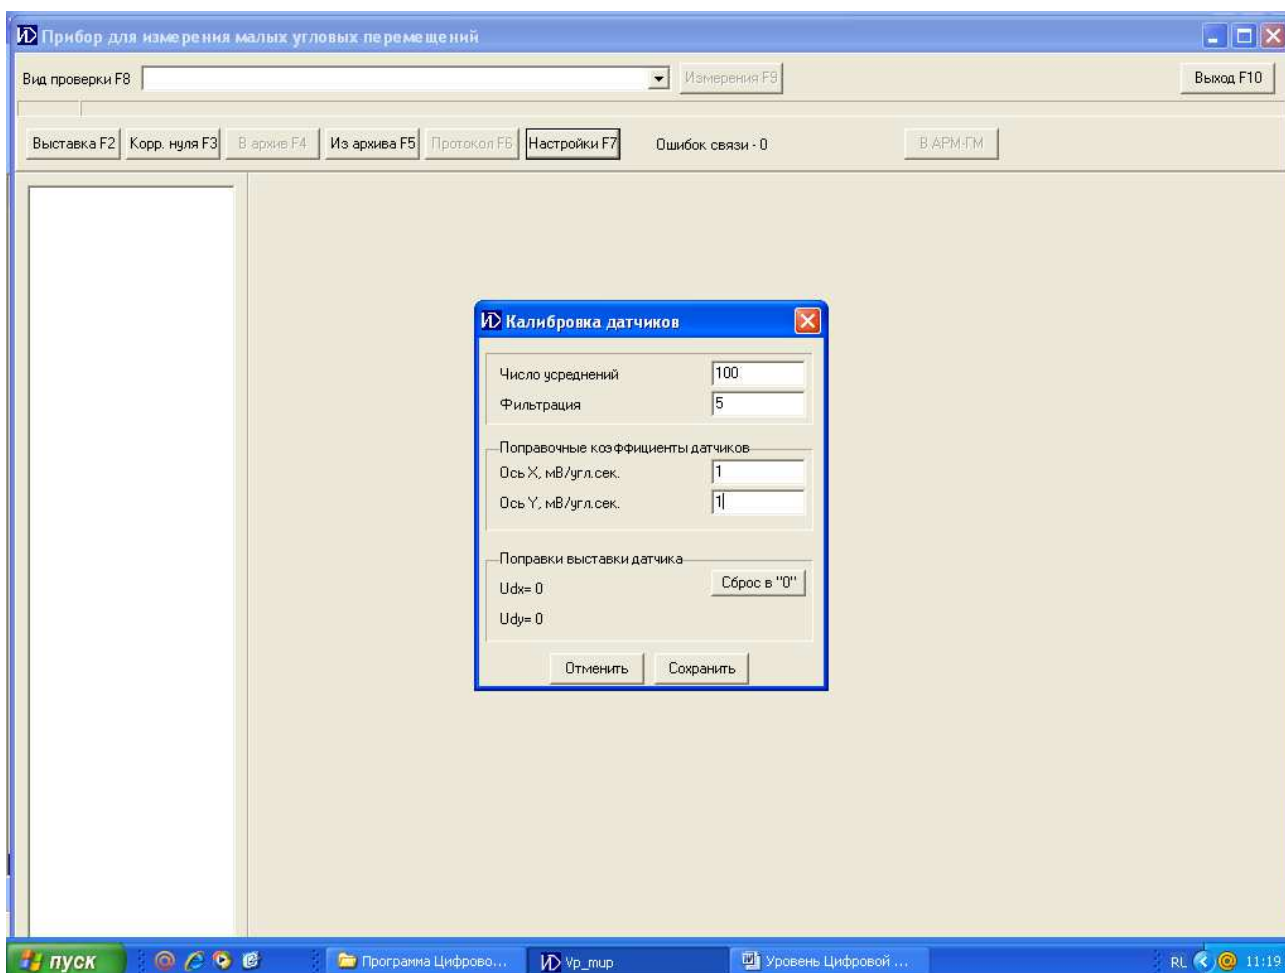 Прибор для измерения малых угловых перемещений
Вид проверки F8 Измерения F9 Выход F10
Выставка F2 Корр. нуля F3 В архив F4 Из архива F5 Протокол F6 Настройки F7 Ошибок связи - 0 В АРМ-ГМ
Калибровка датчиков
Число усреднений 100
Фильтрация 5
Поправочные коэффициенты датчиков
Ось X, мВ/угл.сек. 1
Ось Y, мВ/угл.сек. 1
Поправки выставки датчика
Udx= 0 Сброс в "0"
Udy= 0
Отменить Сохранить
пуск Программа Цифрово... Vp_mup Уровень Цифровой ... RL 11:19